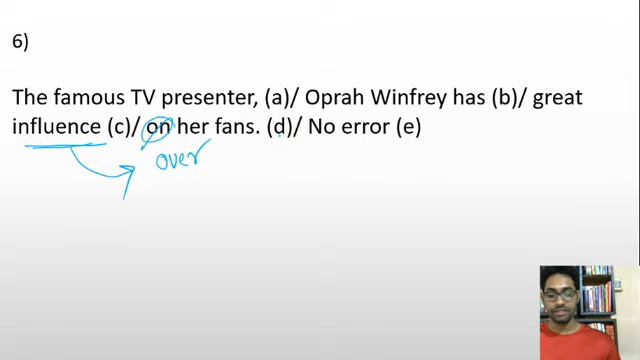 6)
The famous TV presenter, (a)/ Oprah Winfrey has (b)/ great
influence (c)/ on her fans. (d)/ No error (e)
over